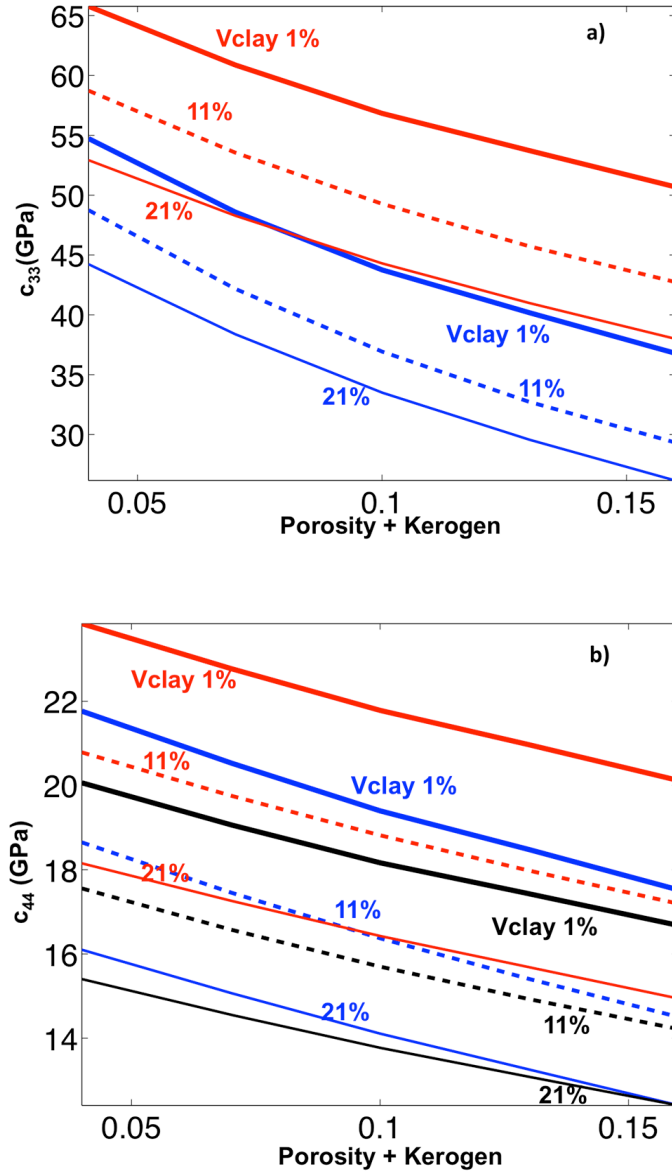 a)
65
Vclay 1%
60
11%
55
50
21%
45
c33(GPa)
40
Vclay 1%
35
11%
21%
30
0.05
0.1
0.15
Porosity + Kerogen
b)
Vclay 1%
22
11%
Vclay 1%
20
18
21%
11%
c44 (GPa)
Vclay 1%
16
21%
11%
14
21%
0.05
0.1
0.15
Porosity + Kerogen